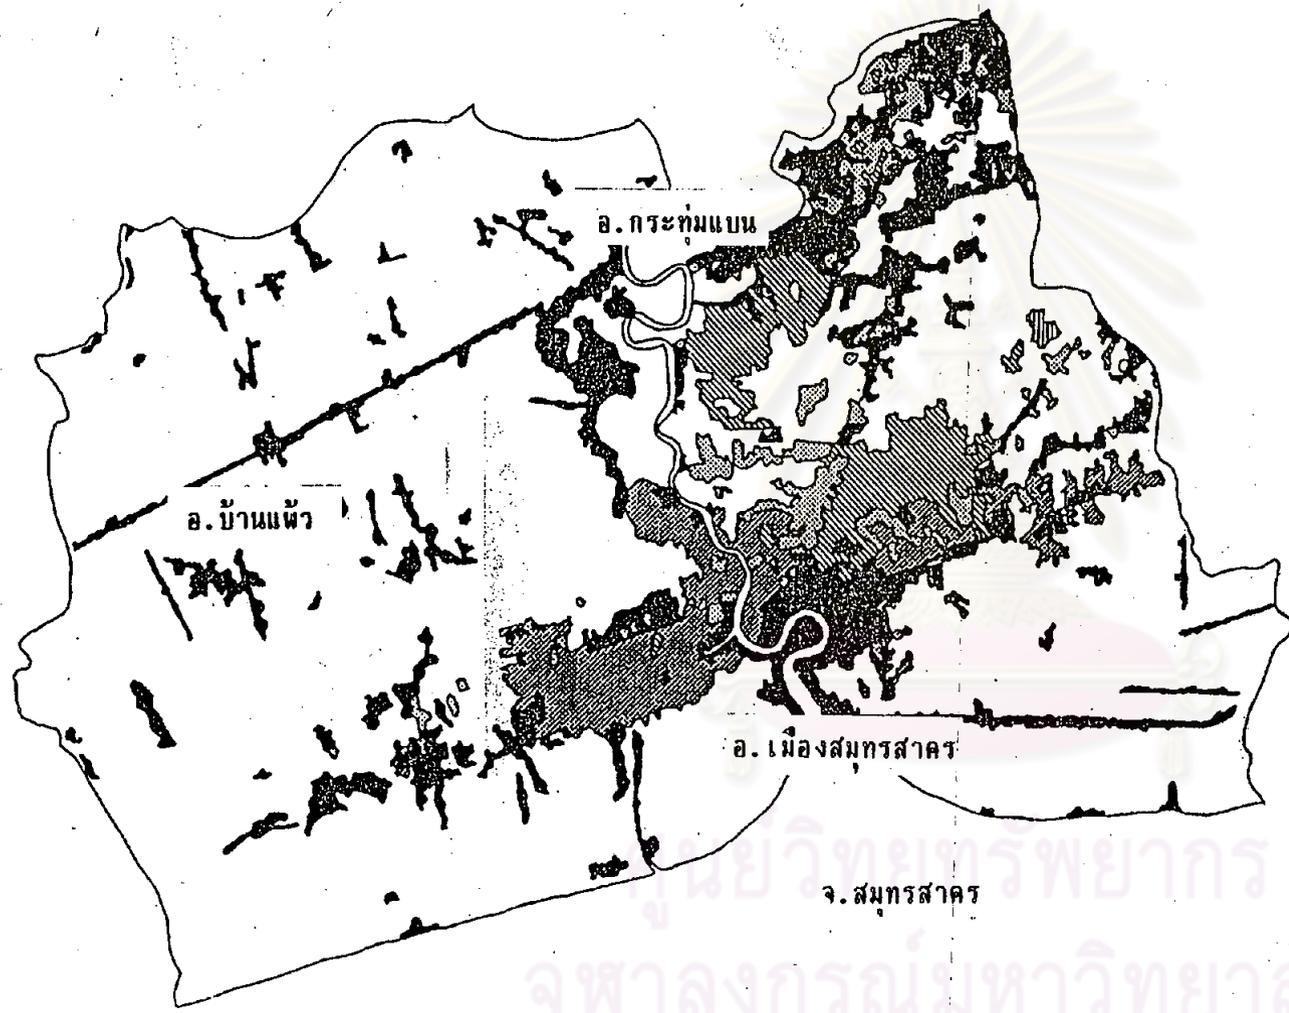 อ.กระทุ่มแบน
อ.บ้านแพ้ว
อ.เมืองสมุทรสาคร
จ.สมุทรสาคร
ศูนย์วิทยทรัพยากร
จุฬาลงกรณ์มหาวิทยาลั